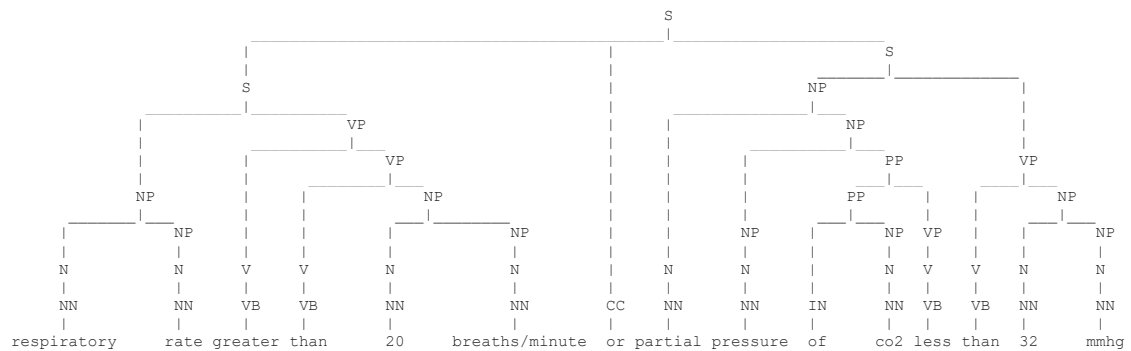 S
S
S NP
VP NP
VP PP VP
NP NP PP NP
NP NP NP NP VP NP
N N V V N N N N N V V N N
NN NN VB VB NN NN CC NN NN IN NN VB VB NN NN
respiratory rate greater than 20 breaths/minute or partial pressure of co2 less than 32 mmhg